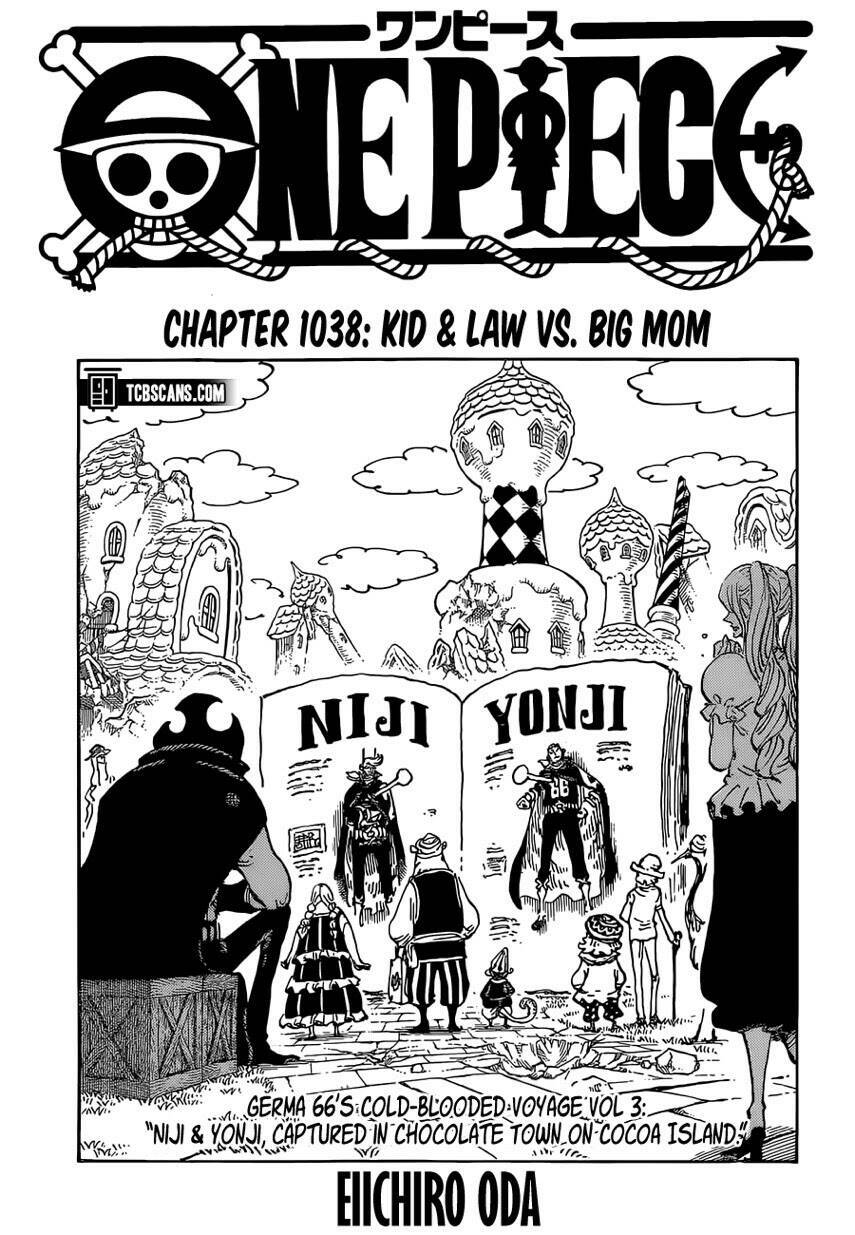 ワンピース
ONE PIECE
CHAPTER 1038: KID & LAW VS. BIG MOM
TCBSCANS.COM
NIJI
YONJI
66
GERMA 66'S COLD-BLOODED VOYAGE VOL 3:
"NIJI & YONJI, CAPTURED IN CHOCOLATE TOWN ON COCOA ISLAND."
EIICHIRO ODA